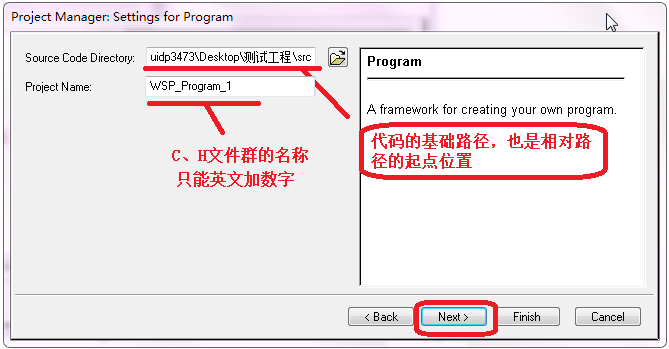 Project Manager: Settings for Program
Source Code Directory:
uidp3473\Desktop\测试工程\src
Project Name:
WSP_Program_1
C、H文件群的名称
只能英文加数字
Program
A framework for creating your own program.
代码的基础路径，也是相对路
径的起点位置
< Back
Next >
Finish
Cancel